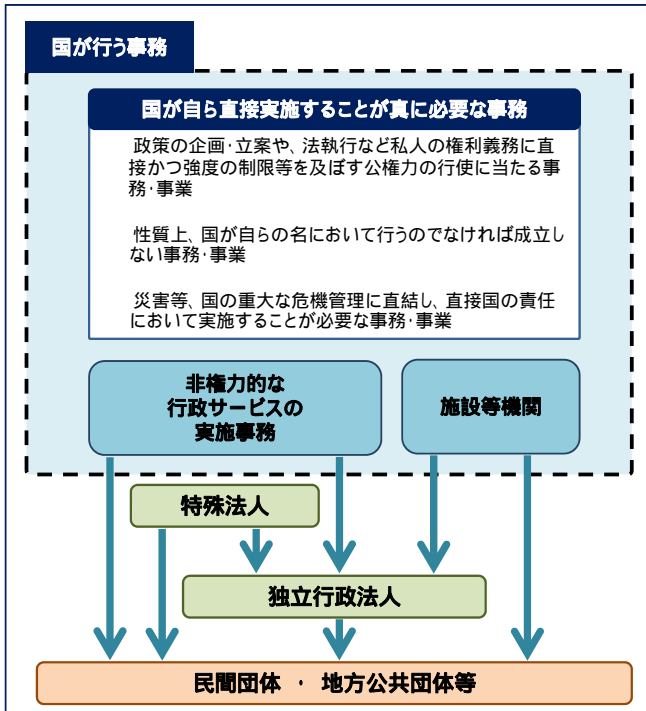 国が行う事務
国が自ら直接実施することが真に必要な事務
政策の企画・立案や、法執行など私人の権利義務に直
接かつ強度の制限等を及ぼす公権力の行使に当たる事
務・事業
性質上、国が自らの名において行うのでなければ成立し
ない事務・事業
災害等、国の重大な危機管理に直結し、直接国の責任
において実施することが必要な事務・事業
非権力的な
行政サービスの
実施事務
施設等機関
特殊法人
独立行政法人
民間団体 ・ 地方公共団体等